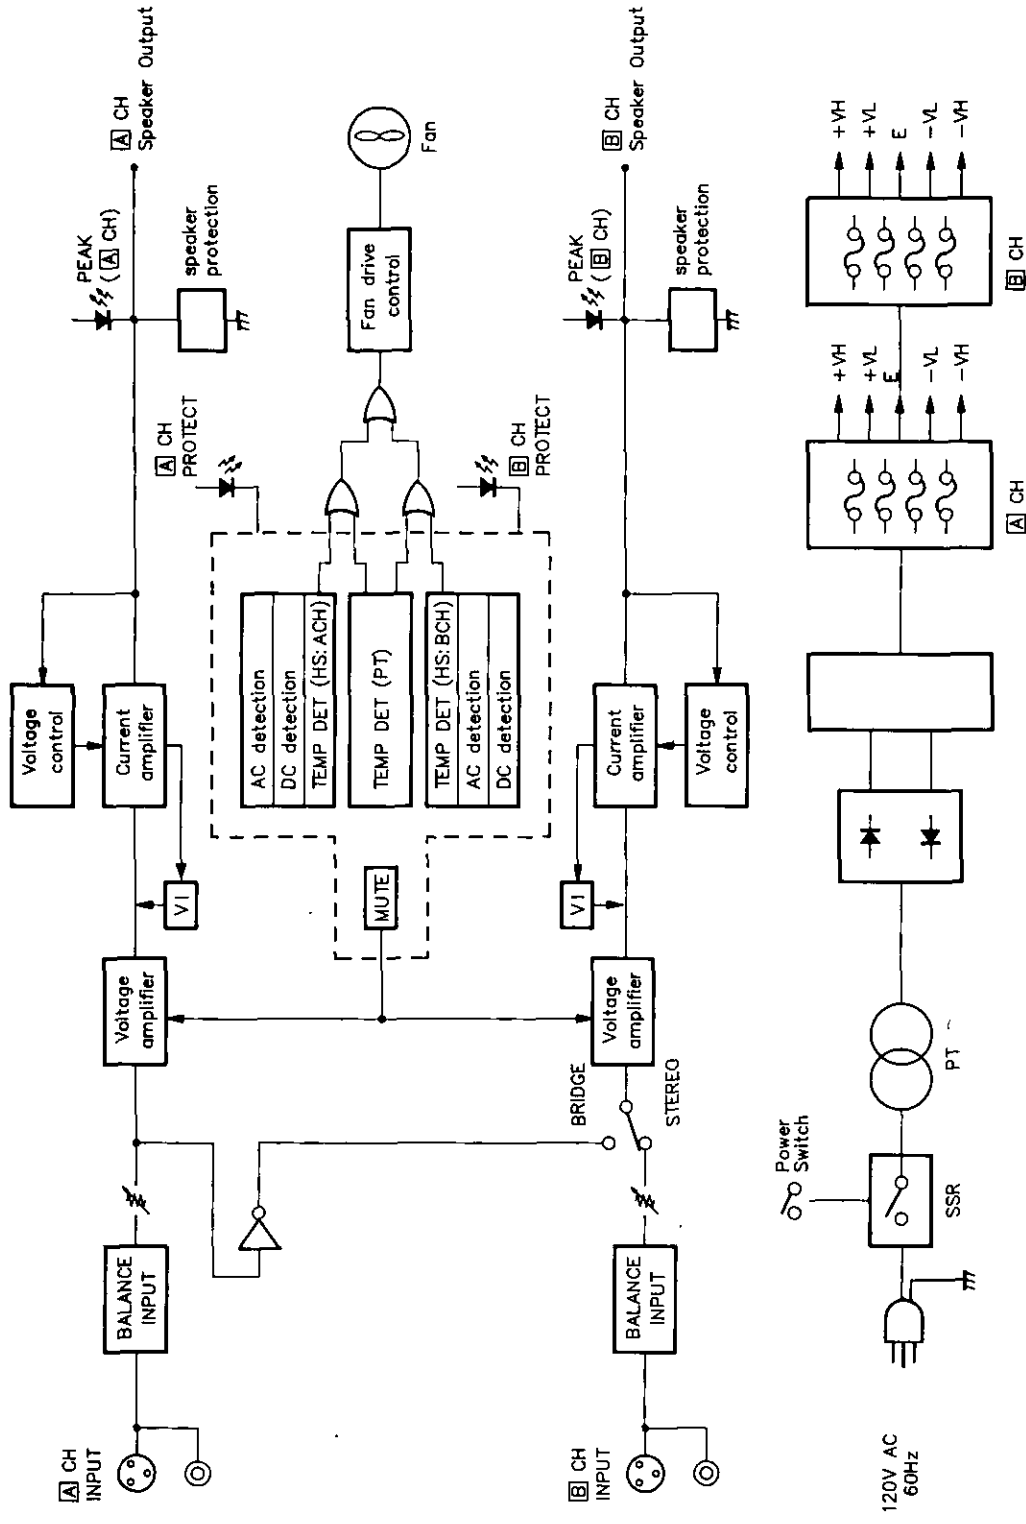 A CH
INPUT
BALANCE
INPUT
Voltage
amplifier
V1
Voltage
control
Current
amplifier
PEAK
(A CH)
speaker
protection
A CH
Speaker Output
MUTE
AC detection
DC detection
TEMP DET (HS: ACH)
TEMP DET (PT)
TEMP DET (HS: BCH)
AC detection
DC detection
A CH
PROTECT
B CH
PROTECT
Fan drive
control
Fan
B CH
INPUT
BALANCE
INPUT
BRIDGE
STEREO
Voltage
amplifier
V1
Current
amplifier
Voltage
control
PEAK
(B CH)
speaker
protection
B CH
Speaker Output
120V AC
60Hz
Power
Switch
SSR
PT
A CH
+VH
+VL
E
-VL
-VH
B CH
+VH
+VL
E
-VL
-VH